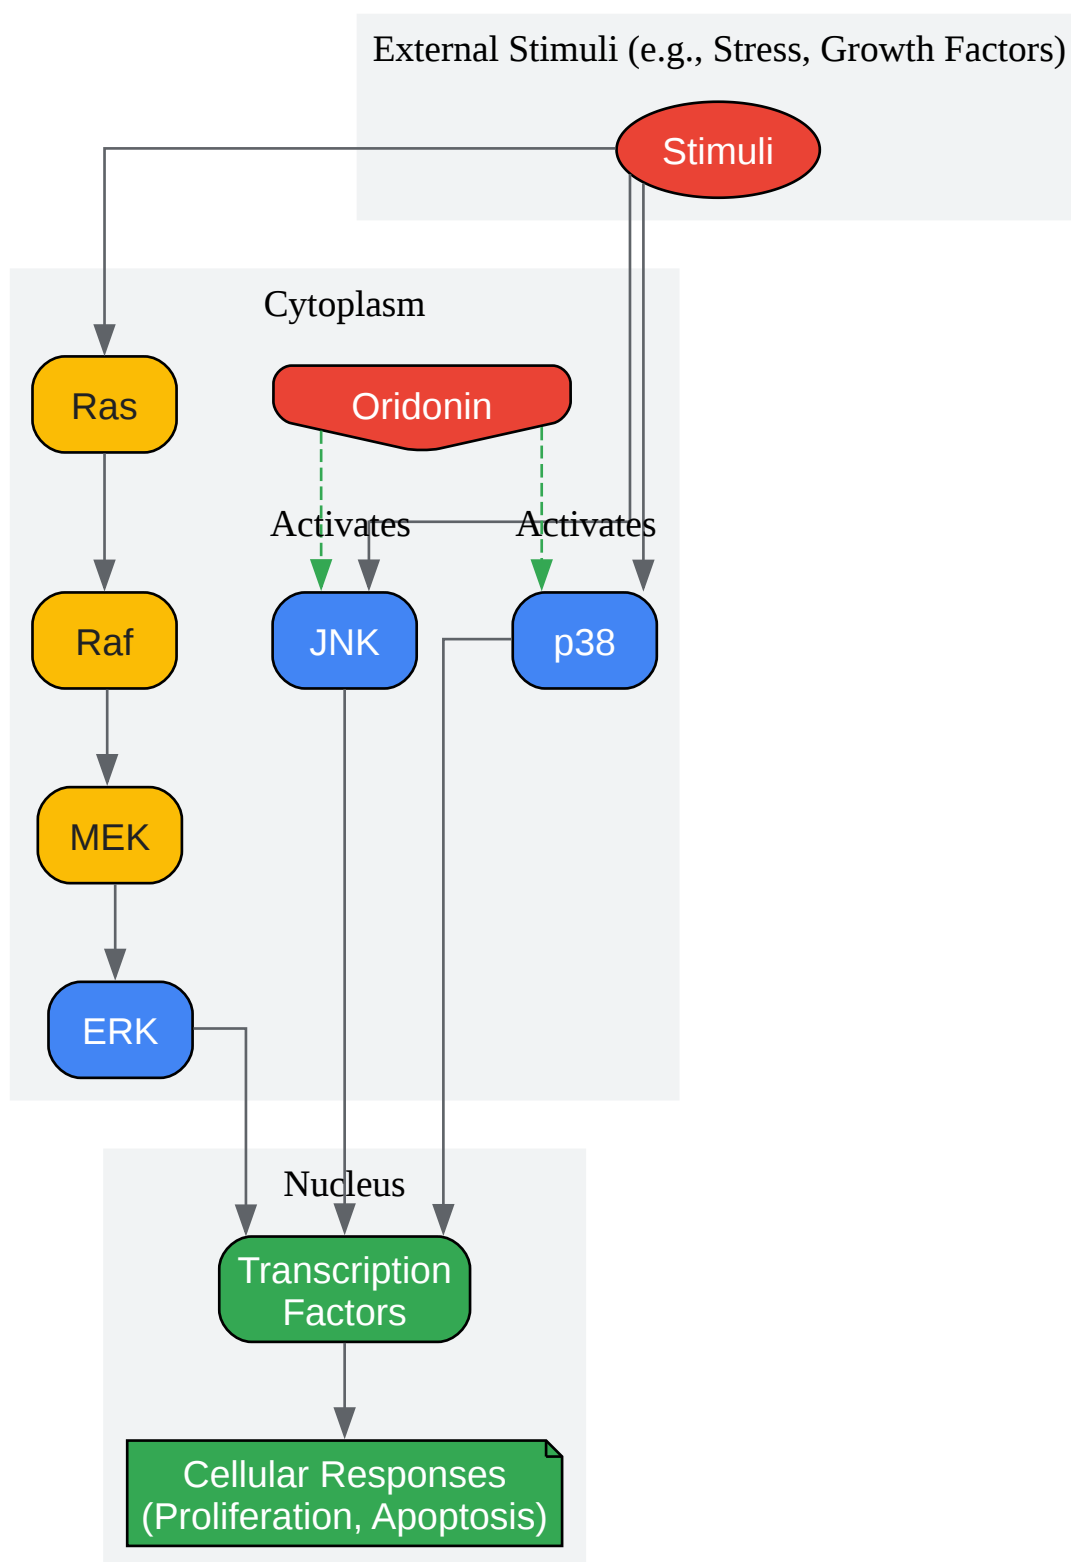 External Stimuli (e.g., Stress, Growth Factors)
Stimuli
Cytoplasm
Ras
Oridonin
Activates
Activates
Raf
JNK
p38
MEK
ERK
Nucleus
Transcription
Factors
Cellular Responses
(Proliferation, Apoptosis)